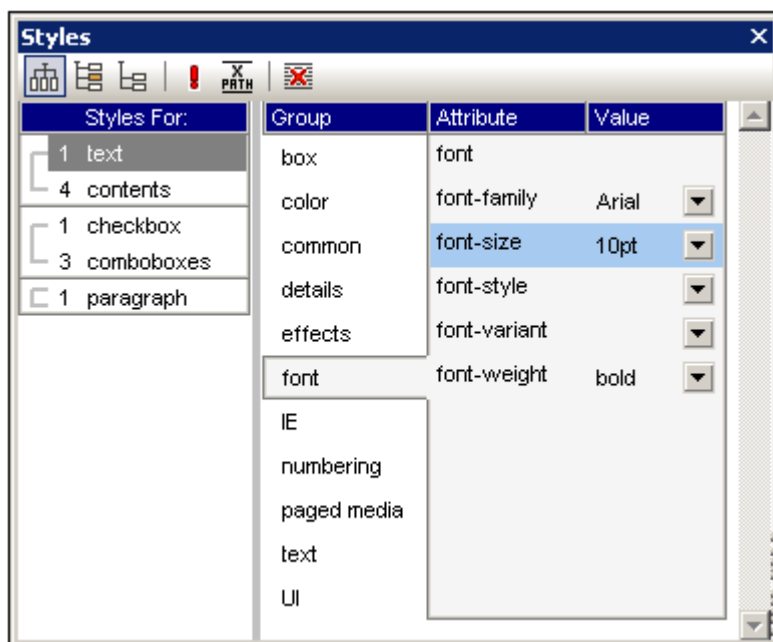 Styles
X PATH
Styles For:
1 text
4 contents
1 checkbox
3 comboboxes
1 paragraph
Group Attribute Value
box font
color font-family Arial
common font-size 10pt
details font-style
effects font-variant
font font-weight bold
IE
numbering
paged media
text
UI